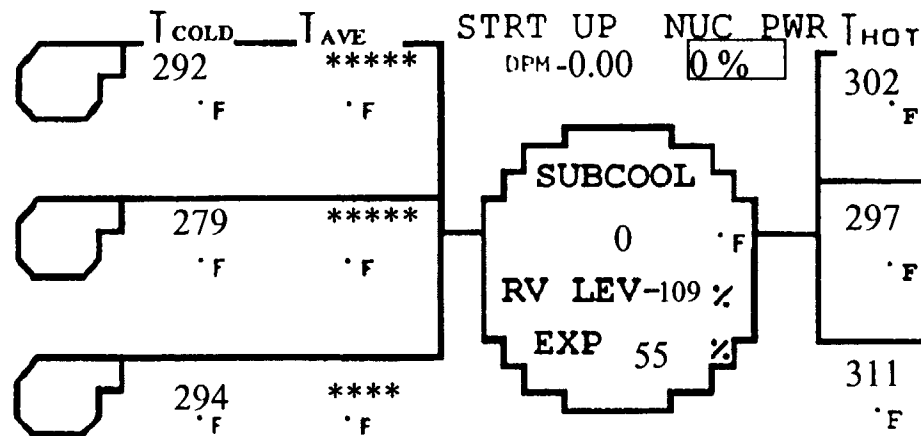 TCOLD TAVE STRT UP NUC PWR THOT
292 ***** DPM -0.00 0 % 302
°F °F °F
SUBCOOL
279 ***** 0 °F 297
°F °F °F
RV LEV-109 %
EXP 55 %
294 **** 311
°F °F °F